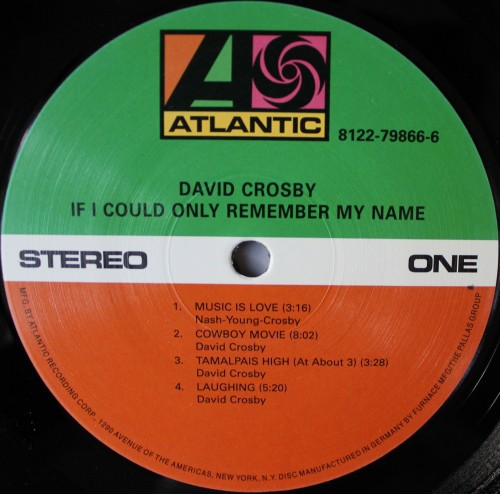 ATLANTIC
8122-79866-6
DAVID CROSBY
IF I COULD ONLY REMEMBER MY NAME
STEREO
ONE
1. MUSIC IS LOVE (3:16)
Nash-Young-Crosby
2. COWBOY MOVIE (8:02)
David Crosby
3. TAMALPAIS HIGH (At About 3) (3:28)
David Crosby
4. LAUGHING (5:20)
David Crosby
MFG. BY ATLANTIC RECORDING CORP., 1290 AVENUE OF THE AMERICAS, NEW YORK, N.Y. DISC MANUFACTURED IN GERMANY BY FURNACE MFG/THE PALLAS GROUP